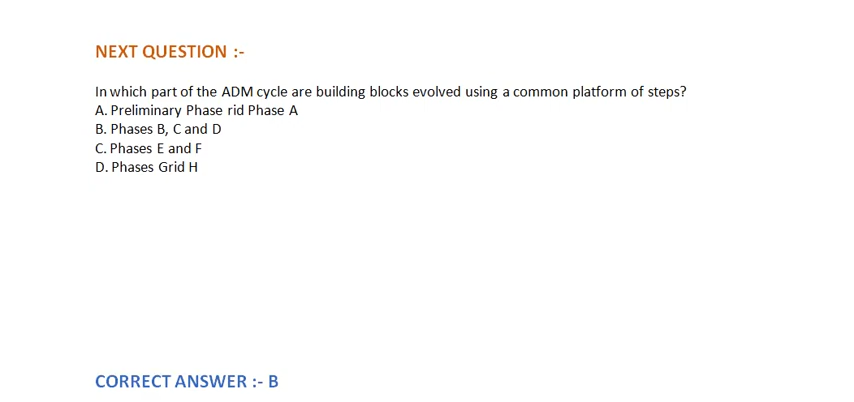 NEXT QUESTION :-
In which part of the ADM cycle are building blocks evolved using a common platform of steps?
A. Preliminary Phase rid Phase A
B. Phases B, C and D
C. Phases E and F
D. Phases Grid H
CORRECT ANSWER :- B